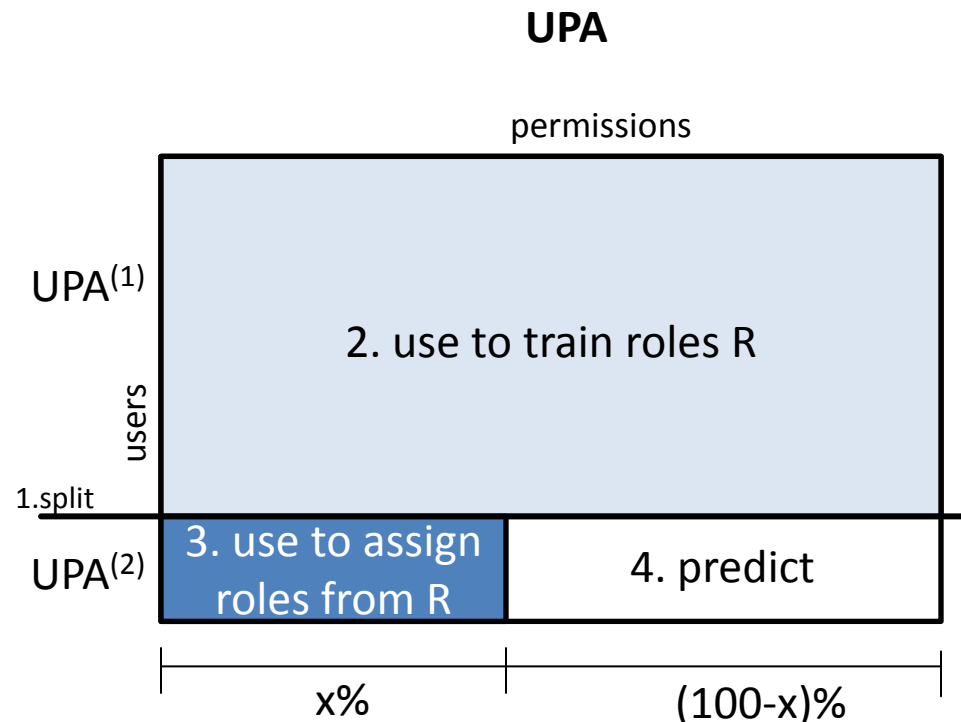 UPA
permissions
UPA(1)
2. use to train roles R
users
1.split
UPA(2)
3. use to assign
roles from R
4. predict
x%
(100-x)%